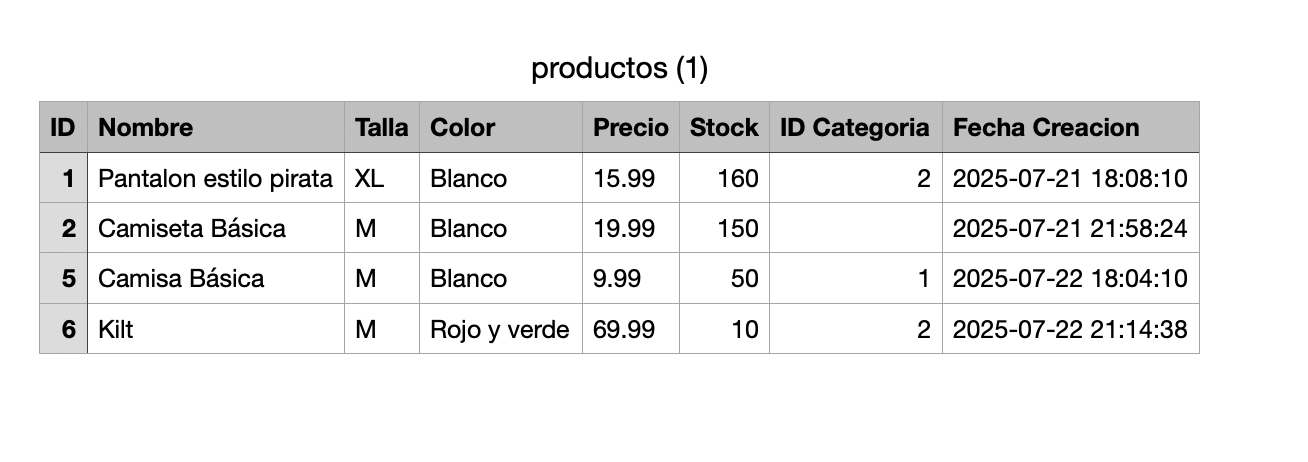 productos (1)
ID Nombre Talla Color Precio Stock ID Categoria Fecha Creacion
1 Pantalon estilo pirata XL Blanco 15.99 160 2 2025-07-21 18:08:10
2 Camiseta Básica M Blanco 19.99 150 2025-07-21 21:58:24
5 Camisa Básica M Blanco 9.99 50 1 2025-07-22 18:04:10
6 Kilt M Rojo y verde 69.99 10 2 2025-07-22 21:14:38